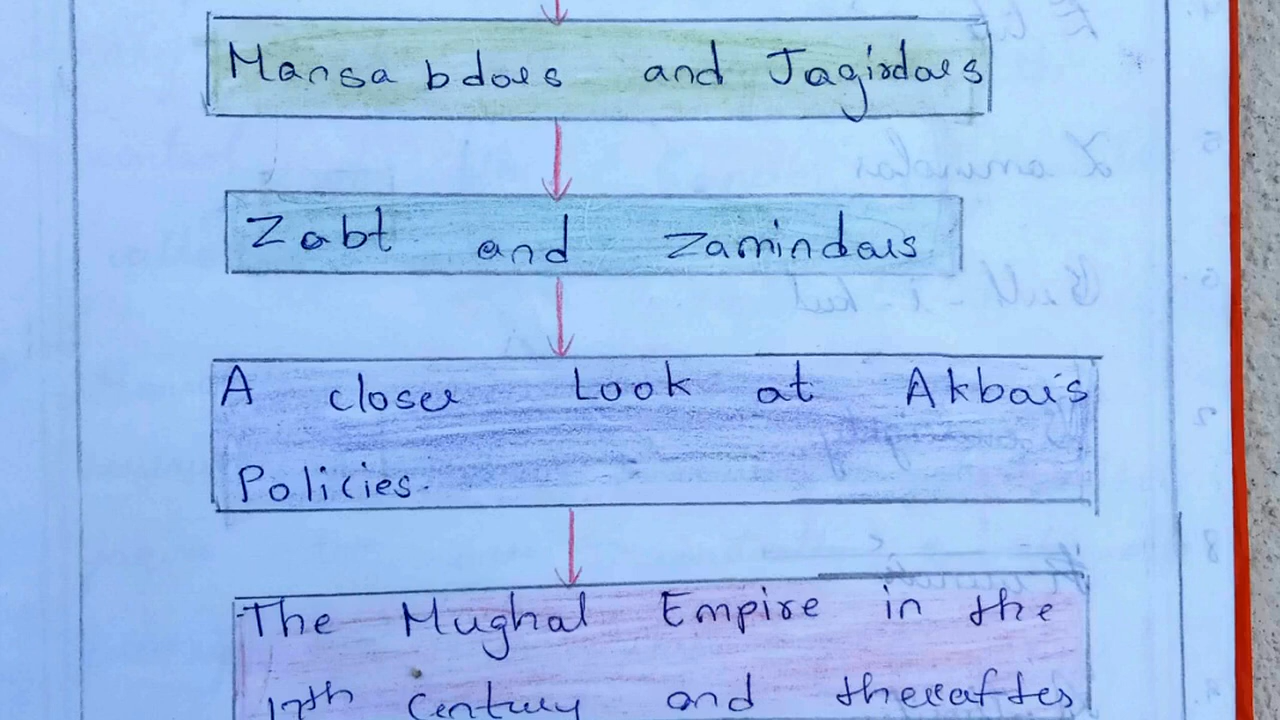 Mansabdars and Jagirdars
Zabt and Zamindars
A closer Look at Akbar's
Policies.
The Mughal Empire in the
17th Century and thereafter